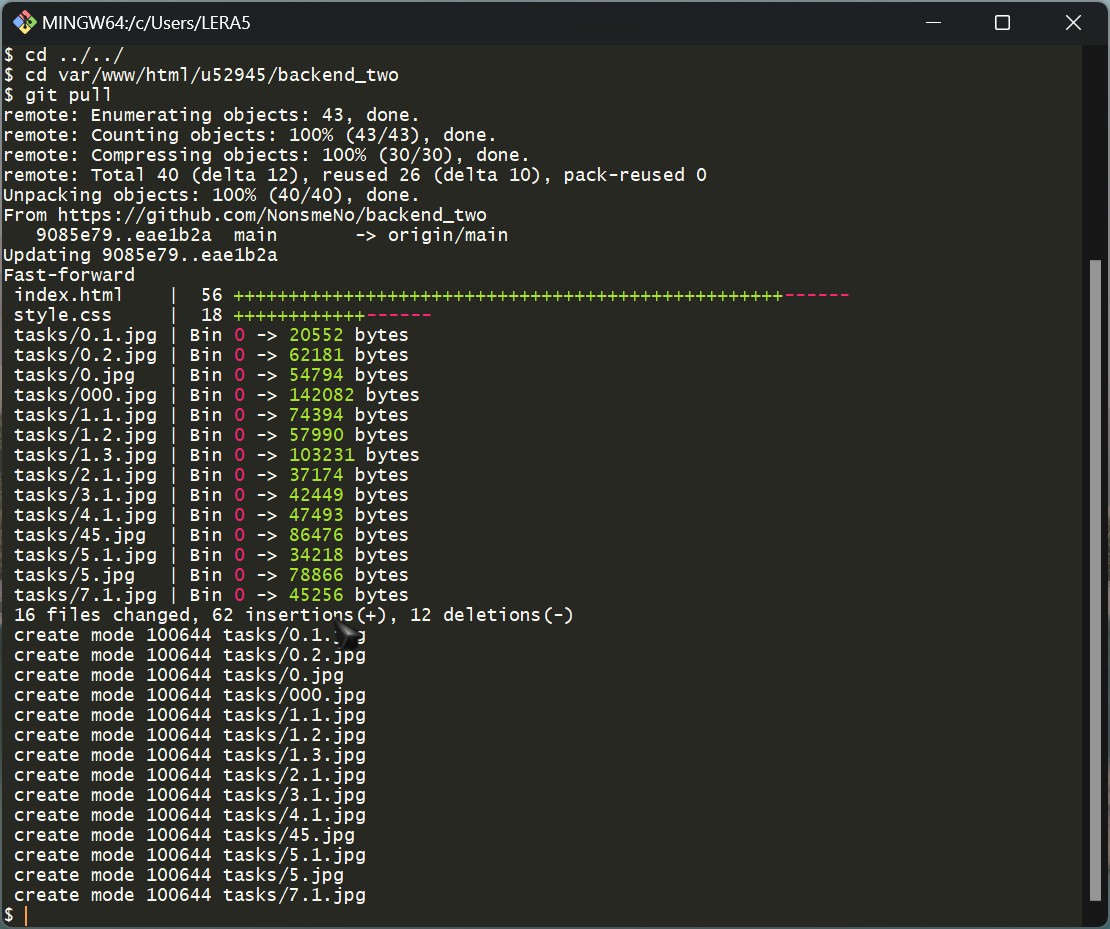 MINGW64:/c/Users/LERA5
$ cd ../../
$ cd var/www/html/u52945/backend_two
$ git pull
remote: Enumerating objects: 43, done.
remote: Counting objects: 100% (43/43), done.
remote: Compressing objects: 100% (30/30), done.
remote: Total 40 (delta 12), reused 26 (delta 10), pack-reused 0
Unpacking objects: 100% (40/40), done.
From https://github.com/NonsmeNo/backend_two
   9085e79..eae1b2a  main       -> origin/main
Updating 9085e79..eae1b2a
Fast-forward
 index.html    |  56 ++++++++++++++++++++++++++++++++++++++++++++++++++------
 style.css     |  18 ++++++++++++------
 tasks/0.1.jpg | Bin 0 -> 20552 bytes
 tasks/0.2.jpg | Bin 0 -> 62181 bytes
 tasks/0.jpg   | Bin 0 -> 54794 bytes
 tasks/000.jpg | Bin 0 -> 142082 bytes
 tasks/1.1.jpg | Bin 0 -> 74394 bytes
 tasks/1.2.jpg | Bin 0 -> 57990 bytes
 tasks/1.3.jpg | Bin 0 -> 103231 bytes
 tasks/2.1.jpg | Bin 0 -> 37174 bytes
 tasks/3.1.jpg | Bin 0 -> 42449 bytes
 tasks/4.1.jpg | Bin 0 -> 47493 bytes
 tasks/45.jpg  | Bin 0 -> 86476 bytes
 tasks/5.1.jpg | Bin 0 -> 34218 bytes
 tasks/5.jpg   | Bin 0 -> 78866 bytes
 tasks/7.1.jpg | Bin 0 -> 45256 bytes
 16 files changed, 62 insertions(+), 12 deletions(-)
 create mode 100644 tasks/0.1.jpg
 create mode 100644 tasks/0.2.jpg
 create mode 100644 tasks/0.jpg
 create mode 100644 tasks/000.jpg
 create mode 100644 tasks/1.1.jpg
 create mode 100644 tasks/1.2.jpg
 create mode 100644 tasks/1.3.jpg
 create mode 100644 tasks/2.1.jpg
 create mode 100644 tasks/3.1.jpg
 create mode 100644 tasks/4.1.jpg
 create mode 100644 tasks/45.jpg
 create mode 100644 tasks/5.1.jpg
 create mode 100644 tasks/5.jpg
 create mode 100644 tasks/7.1.jpg
$